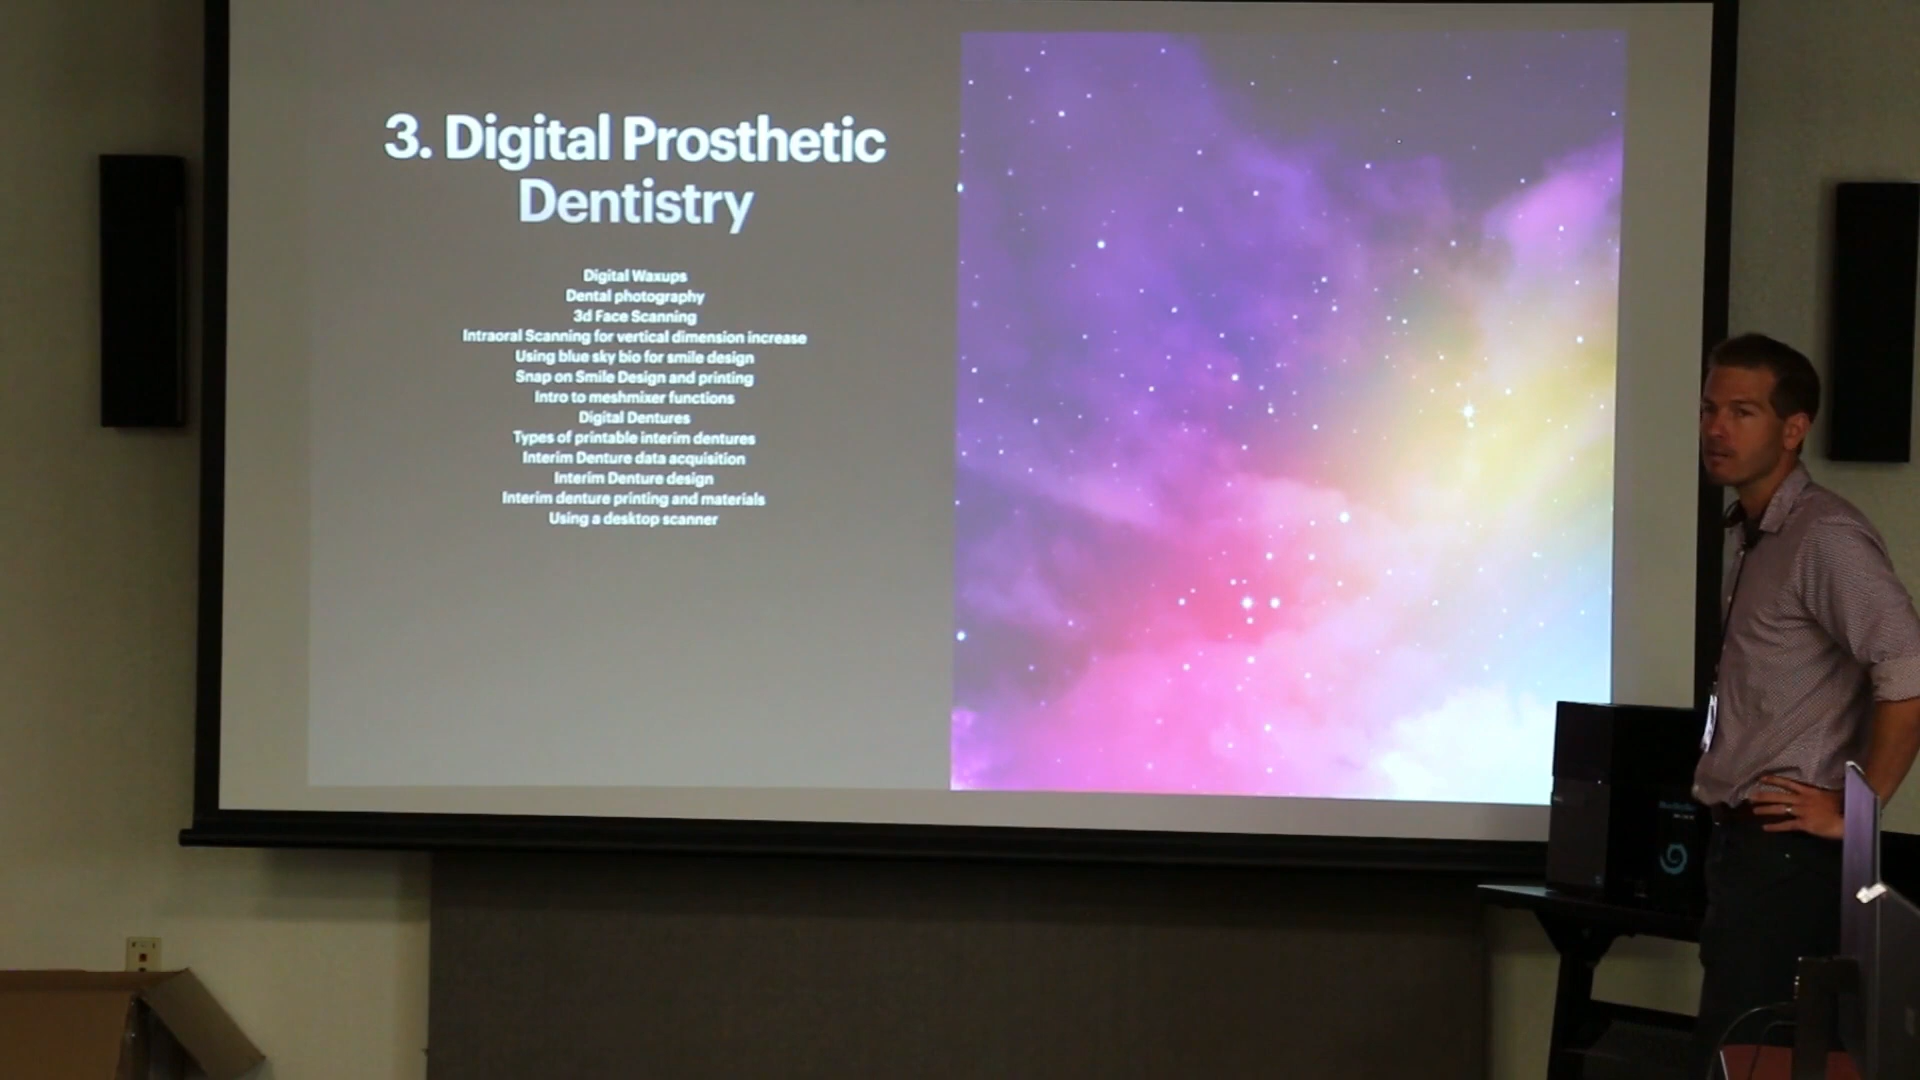 3. Digital Prosthetic
Dentistry
Digital Waxups
Dental photography
3d Face Scanning
Intraoral Scanning for vertical dimension increase
Using blue sky bio for smile design
Snap on Smile Design and printing
Intro to meshmixer functions
Digital Dentures
Types of printable interim dentures
Interim Denture data acquisition
Interim Denture design
Interim denture printing and materials
Using a desktop scanner